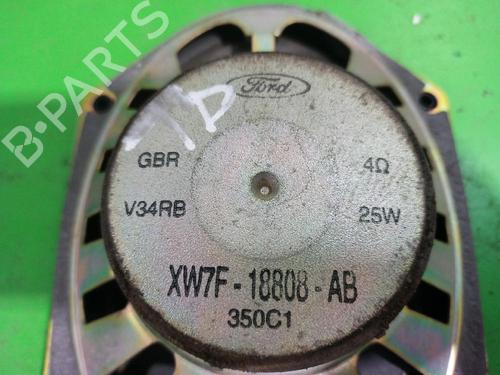 B-PARTS
Ford
GBR
4Ω
V34RB
25W
XW7F-18808-AB
350C1